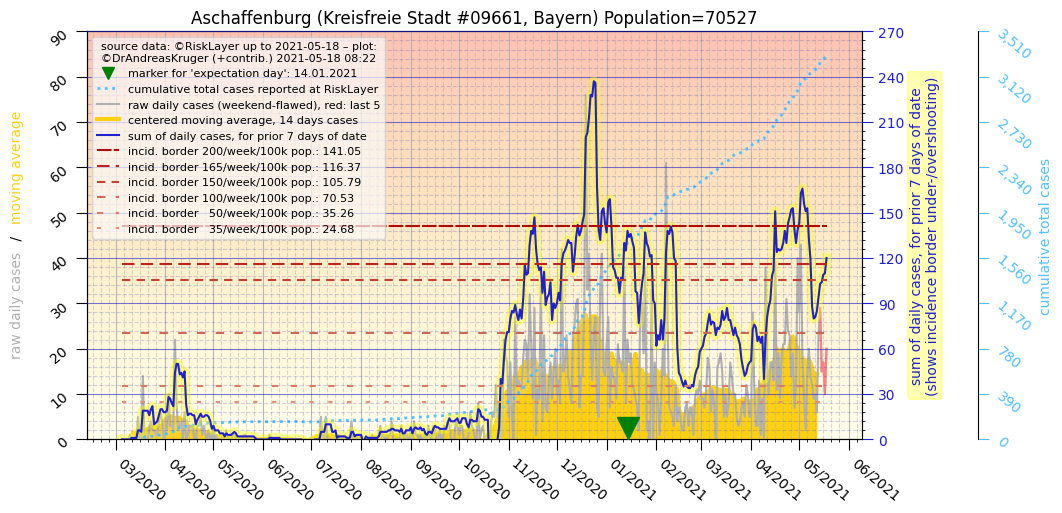 Aschaffenburg (Kreisfreie Stadt #09661, Bayern) Population=70527
source data: ©RiskLayer up to 2021-05-18 – plot:
©DrAndreasKruger (+contrib.) 2021-05-18 08:22
marker for 'expectation day': 14.01.2021
cumulative total cases reported at RiskLayer
raw daily cases (weekend-flawed), red: last 5
centered moving average, 14 days cases
sum of daily cases, for prior 7 days of date
incid. border 200/week/100k pop.: 141.05
incid. border 165/week/100k pop.: 116.37
incid. border 150/week/100k pop.: 105.79
incid. border 100/week/100k pop.: 70.53
incid. border   50/week/100k pop.: 35.26
incid. border   35/week/100k pop.: 24.68
raw daily cases / moving average
90
80
70
60
50
40
30
20
10
0
03/2020
04/2020
05/2020
06/2020
07/2020
08/2020
09/2020
10/2020
11/2020
12/2020
01/2021
02/2021
03/2021
04/2021
05/2021
06/2021
270
240
210
180
150
120
90
60
30
0
sum of daily cases, for prior 7 days of date
(shows incidence border under-/overshooting)
3,510
3,120
2,730
2,340
1,950
1,560
1,170
780
390
0
cumulative total cases